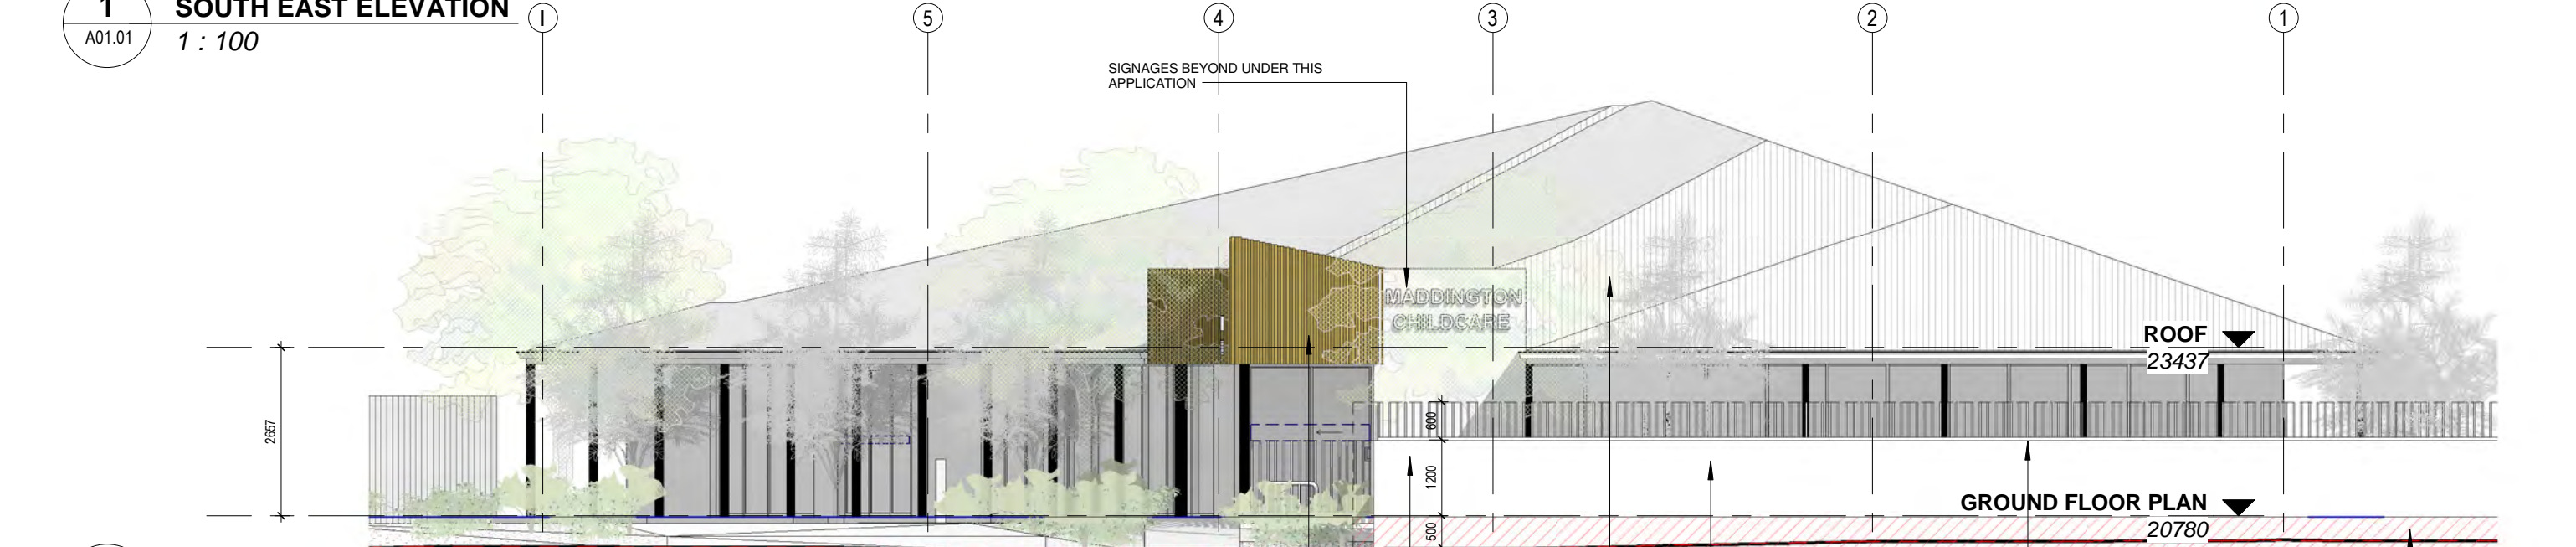 1
SOUTH EAST ELEVATION
A01.01
1 : 100
I
5
4
3
2
1
SIGNAGES BEYOND UNDER THIS
APPLICATION
MADDINGTON
CHILDCARE
ROOF
23437
2657
600
1200
GROUND FLOOR PLAN
20780
500